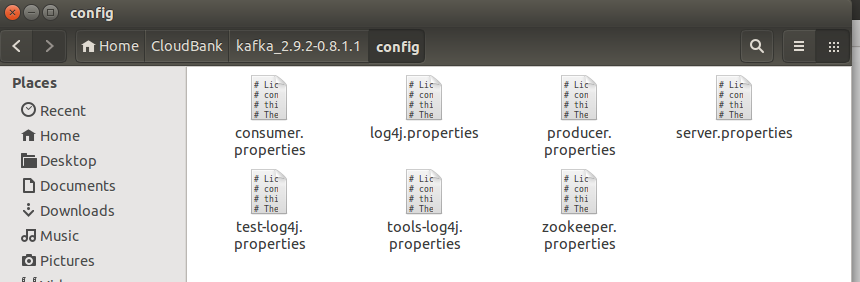 config
Home CloudBank kafka_2.9.2-0.8.1.1 config
Places
Recent
Home
Desktop
Documents
Downloads
Music
Pictures
# Lic
# con
# thi
# The
consumer.
properties
# Lic
# con
# thi
# The
log4j.properties
# Lic
# con
# thi
# The
producer.
properties
# Lic
# con
# thi
# The
server.properties
# Lic
# con
# thi
# The
test-log4j.
properties
# Lic
# con
# thi
# The
tools-log4j.
properties
# Lic
# con
# thi
# The
zookeeper.
properties